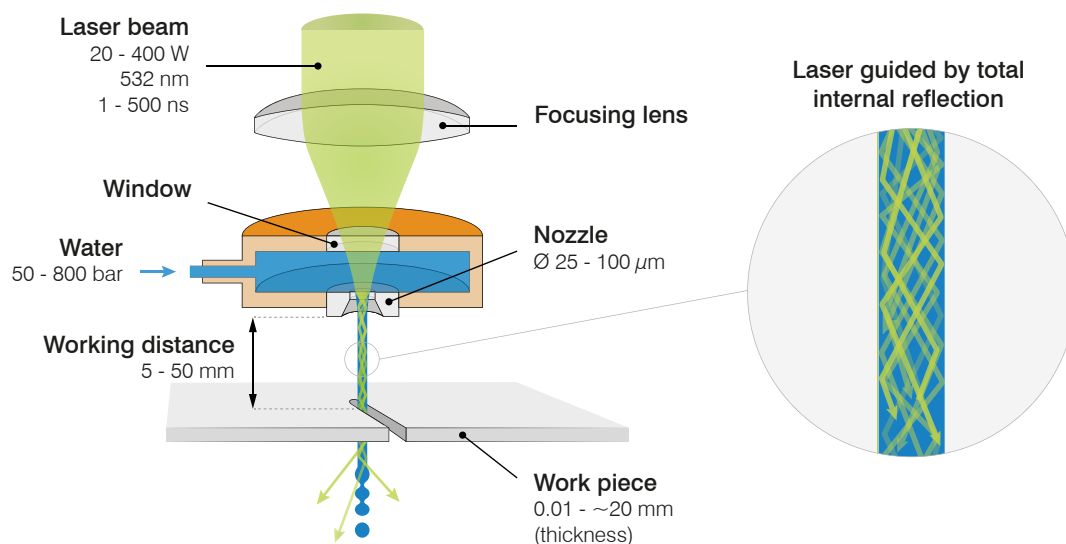 Laser beam
20 - 400 W
532 nm
1 - 500 ns
Focusing lens
Window
Water
50 - 800 bar
Nozzle
Ø 25 - 100 µm
Working distance
5 - 50 mm
Work piece
0.01 - ~20 mm
(thickness)
Laser guided by total
internal reflection